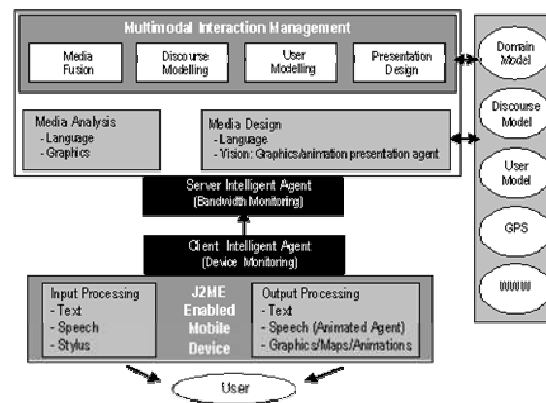 Multimodal Interaction Management
Media
Fusion
Discourse
Modelling
User
Modelling
Presentation
Design
Media Analysis
- Language
- Graphics
Media Design
- Language
- Vision: Graphics/animation presentation agent
Server Intelligent Agent
(Bandwidth Monitoring)
Client Intelligent Agent
(Device Monitoring)
Input Processing
- Text
- Speech
- Stylus
J2ME
Enabled
Mobile
Device
Output Processing
- Text
- Speech (Animated Agent)
- Graphics/Maps/Animations
User
Domain
Model
Discourse
Model
User
Model
GPS
WWW